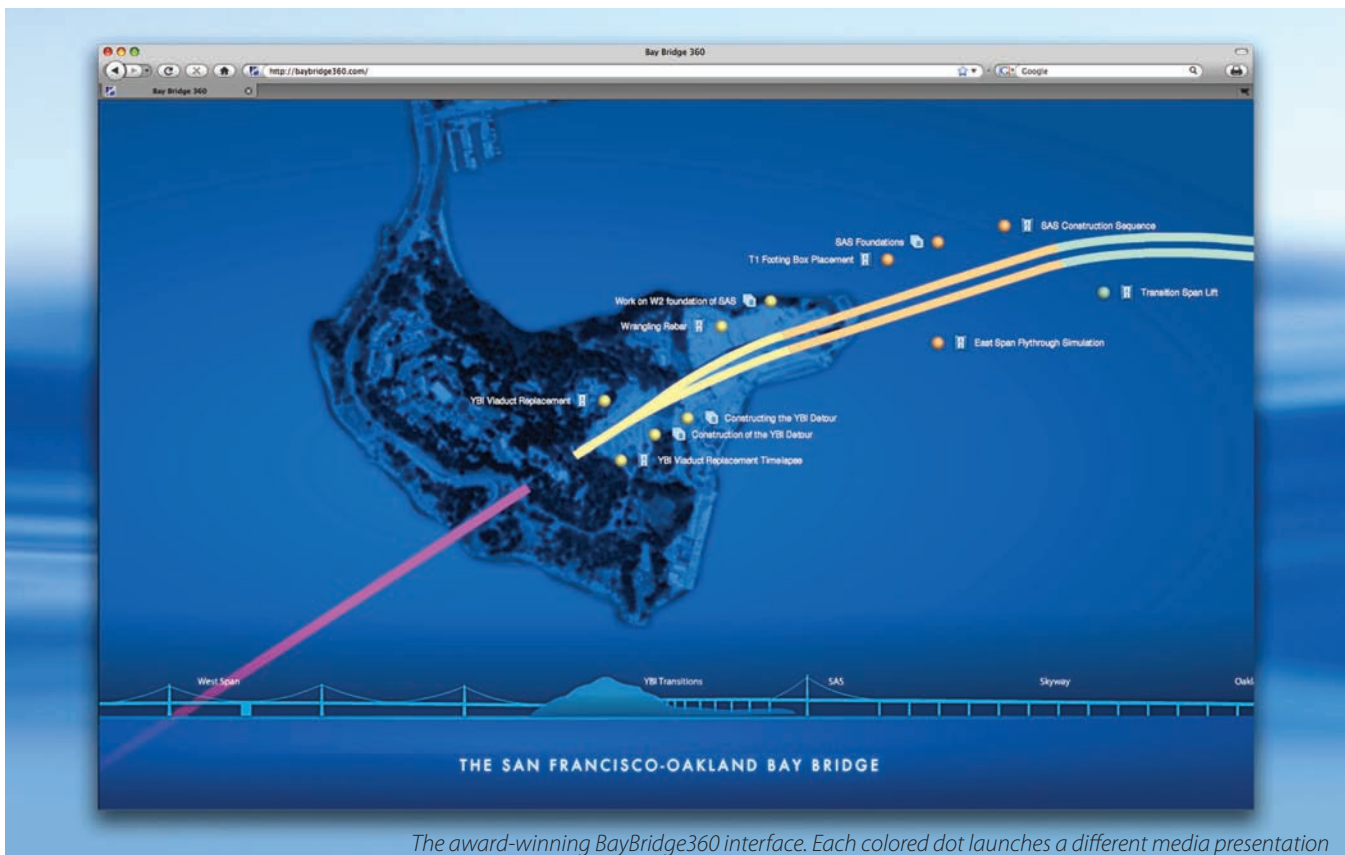 Bay Bridge 360
http://baybridge360.com/
Google
Bay Bridge 360
SAS Construction Sequence
SAS Foundations
T1 Footing Box Placement
Transition Span Lift
Work on W2 foundation of SAS
Wrangling Rebar
East Span Flythrough Simulation
YBI Viaduct Replacement
Constructing the YBI Detour
Construction of the YBI Detour
YBI Viaduct Replacement Timelapse
West Span
YBI Transitions
SAS
Skyway
Oakl
THE SAN FRANCISCO-OAKLAND BAY BRIDGE
The award-winning BayBridge360 interface. Each colored dot launches a different media presentation